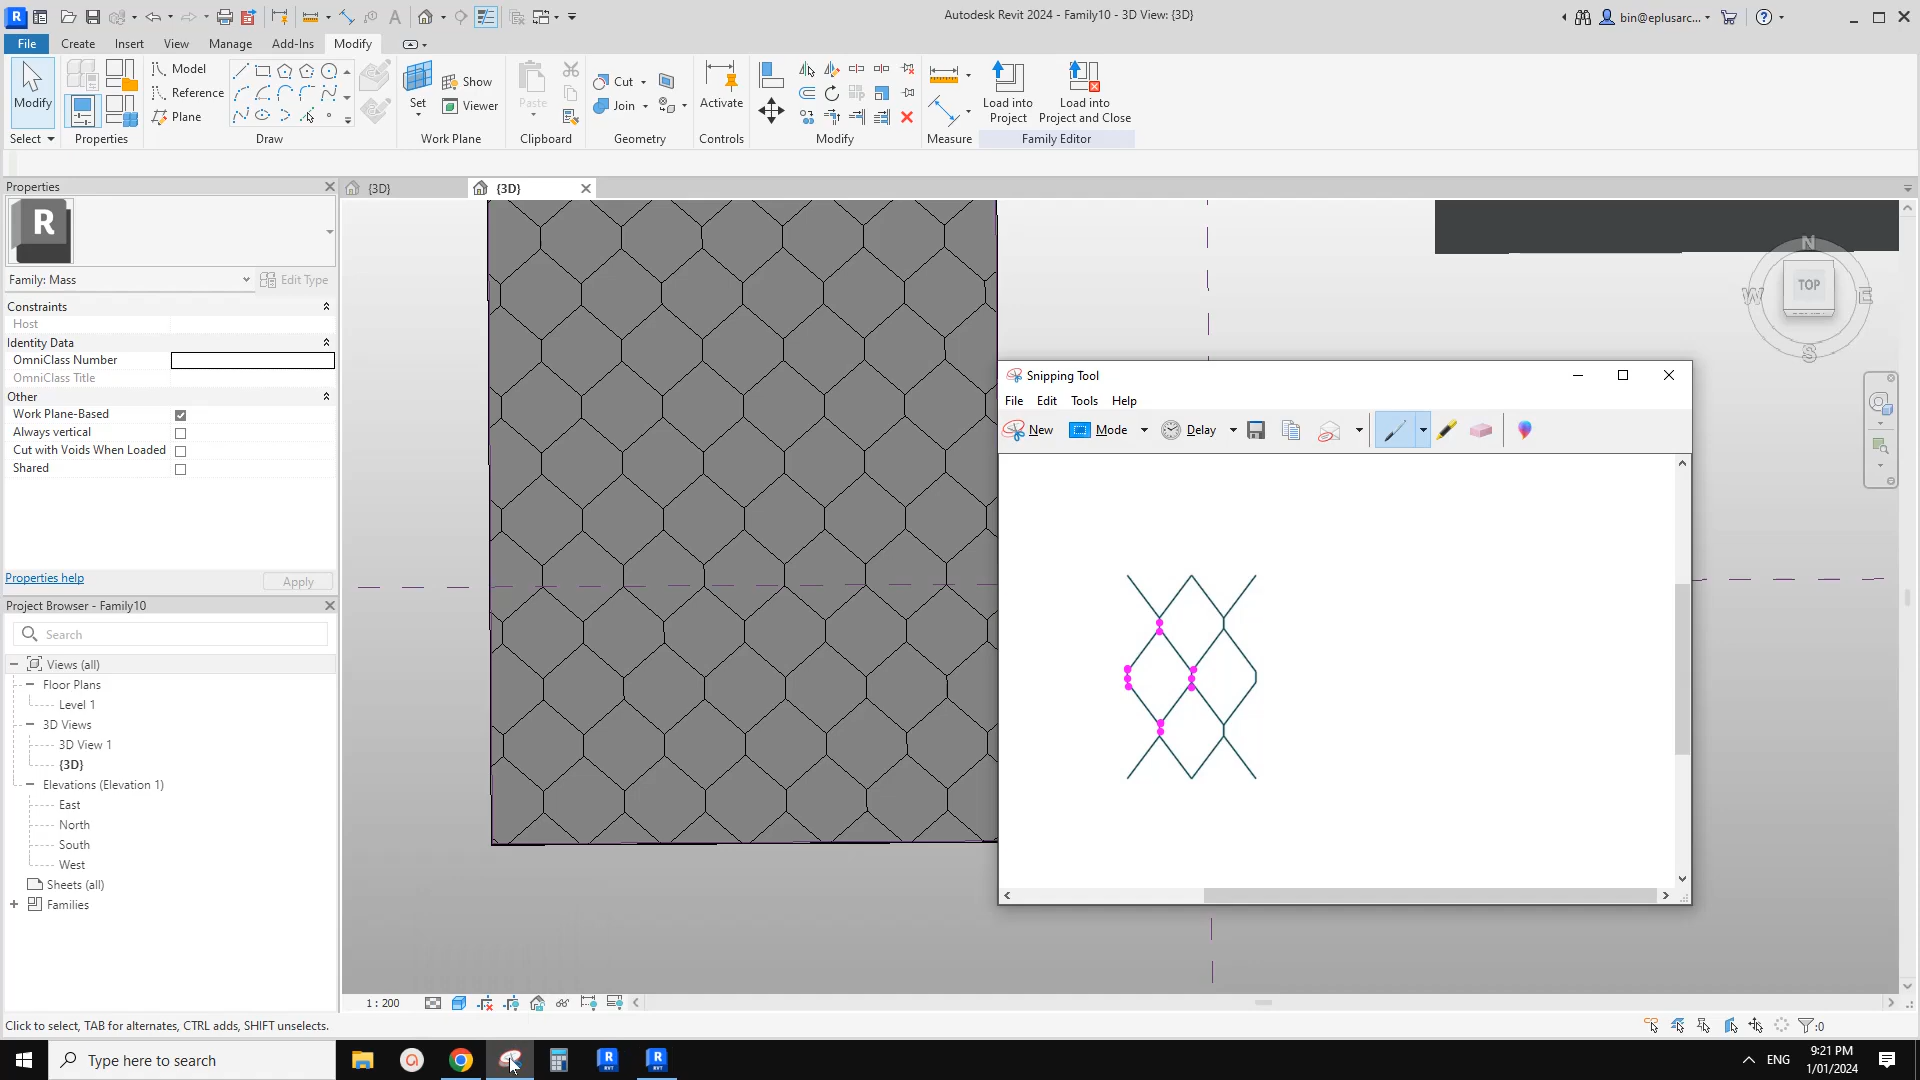 Autodesk Revit 2024 - Family10 - 3D View: {3D}
bin@eplusarc...
File Create Insert View Manage Add-Ins Modify
Modify
Select
Properties
Model
Reference
Plane
Draw
Set
Show
Viewer
Work Plane
Paste
Clipboard
Cut
Join
Geometry
Activate
Controls
Modify
Measure
Load into
Project
Load into
Project and Close
Family Editor
Properties
{3D}
{3D}
R
Family: Mass
Edit Type
Constraints
Host
Identity Data
OmniClass Number
OmniClass Title
Other
Work Plane-Based
Always vertical
Cut with Voids When Loaded
Shared
Properties help
Apply
Project Browser - Family10
Search
Views (all)
Floor Plans
Level 1
3D Views
3D View 1
{3D}
Elevations (Elevation 1)
East
North
South
West
Sheets (all)
Families
N
W
TOP
E
S
Snipping Tool
File Edit Tools Help
New Mode Delay
1 : 200
Click to select, TAB for alternates, CTRL adds, SHIFT unselects.
:0
Type here to search
ENG
9:21 PM
1/01/2024